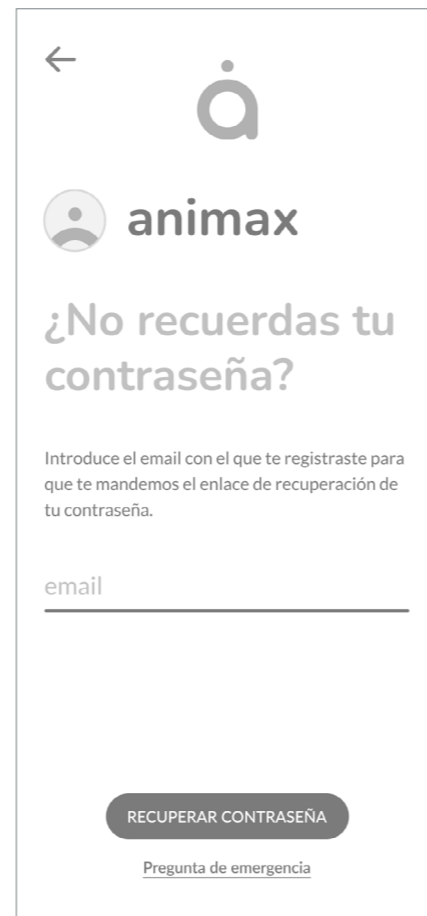 animax
¿No recuerdas tu
contraseña?
Introduce el email con el que te registraste para
que te mandemos el enlace de recuperación de
tu contraseña.
email
RECUPERAR CONTRASEÑA
Pregunta de emergencia